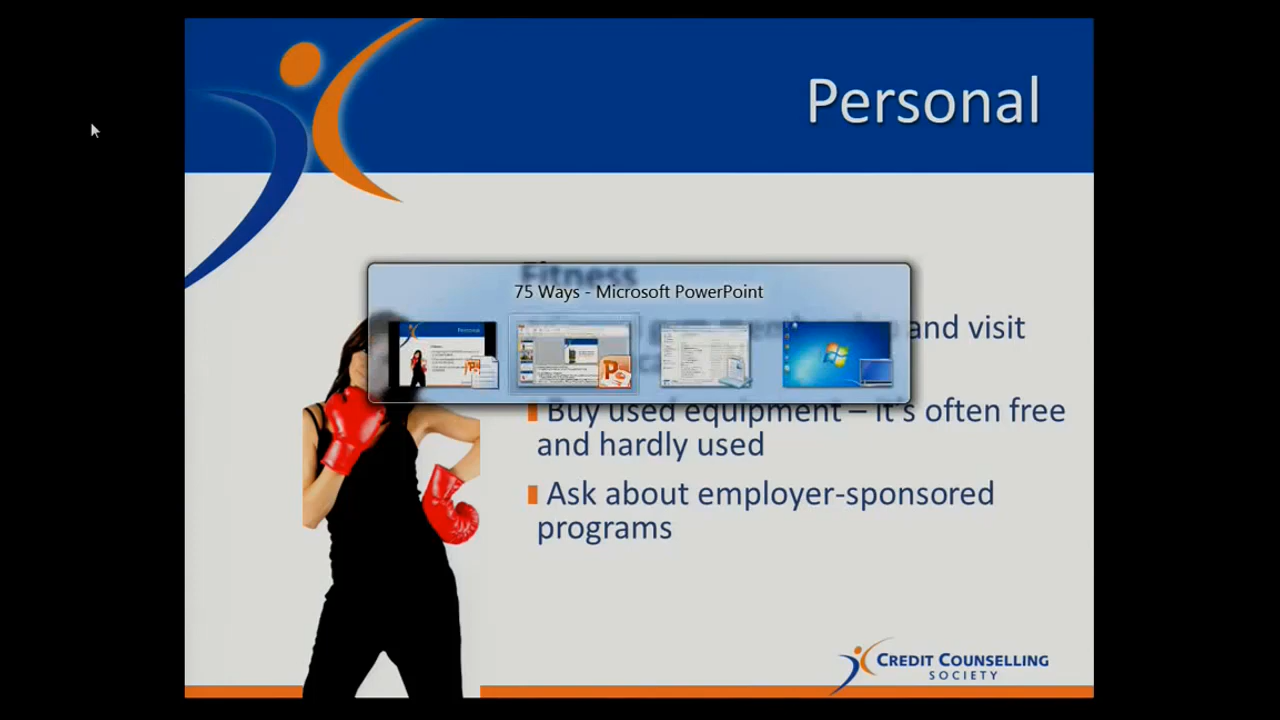 Personal
Fitness
75 Ways - Microsoft PowerPoint
and visit
Buy used equipment – it's often free
and hardly used
Ask about employer-sponsored
programs
CREDIT COUNSELLING
SOCIETY